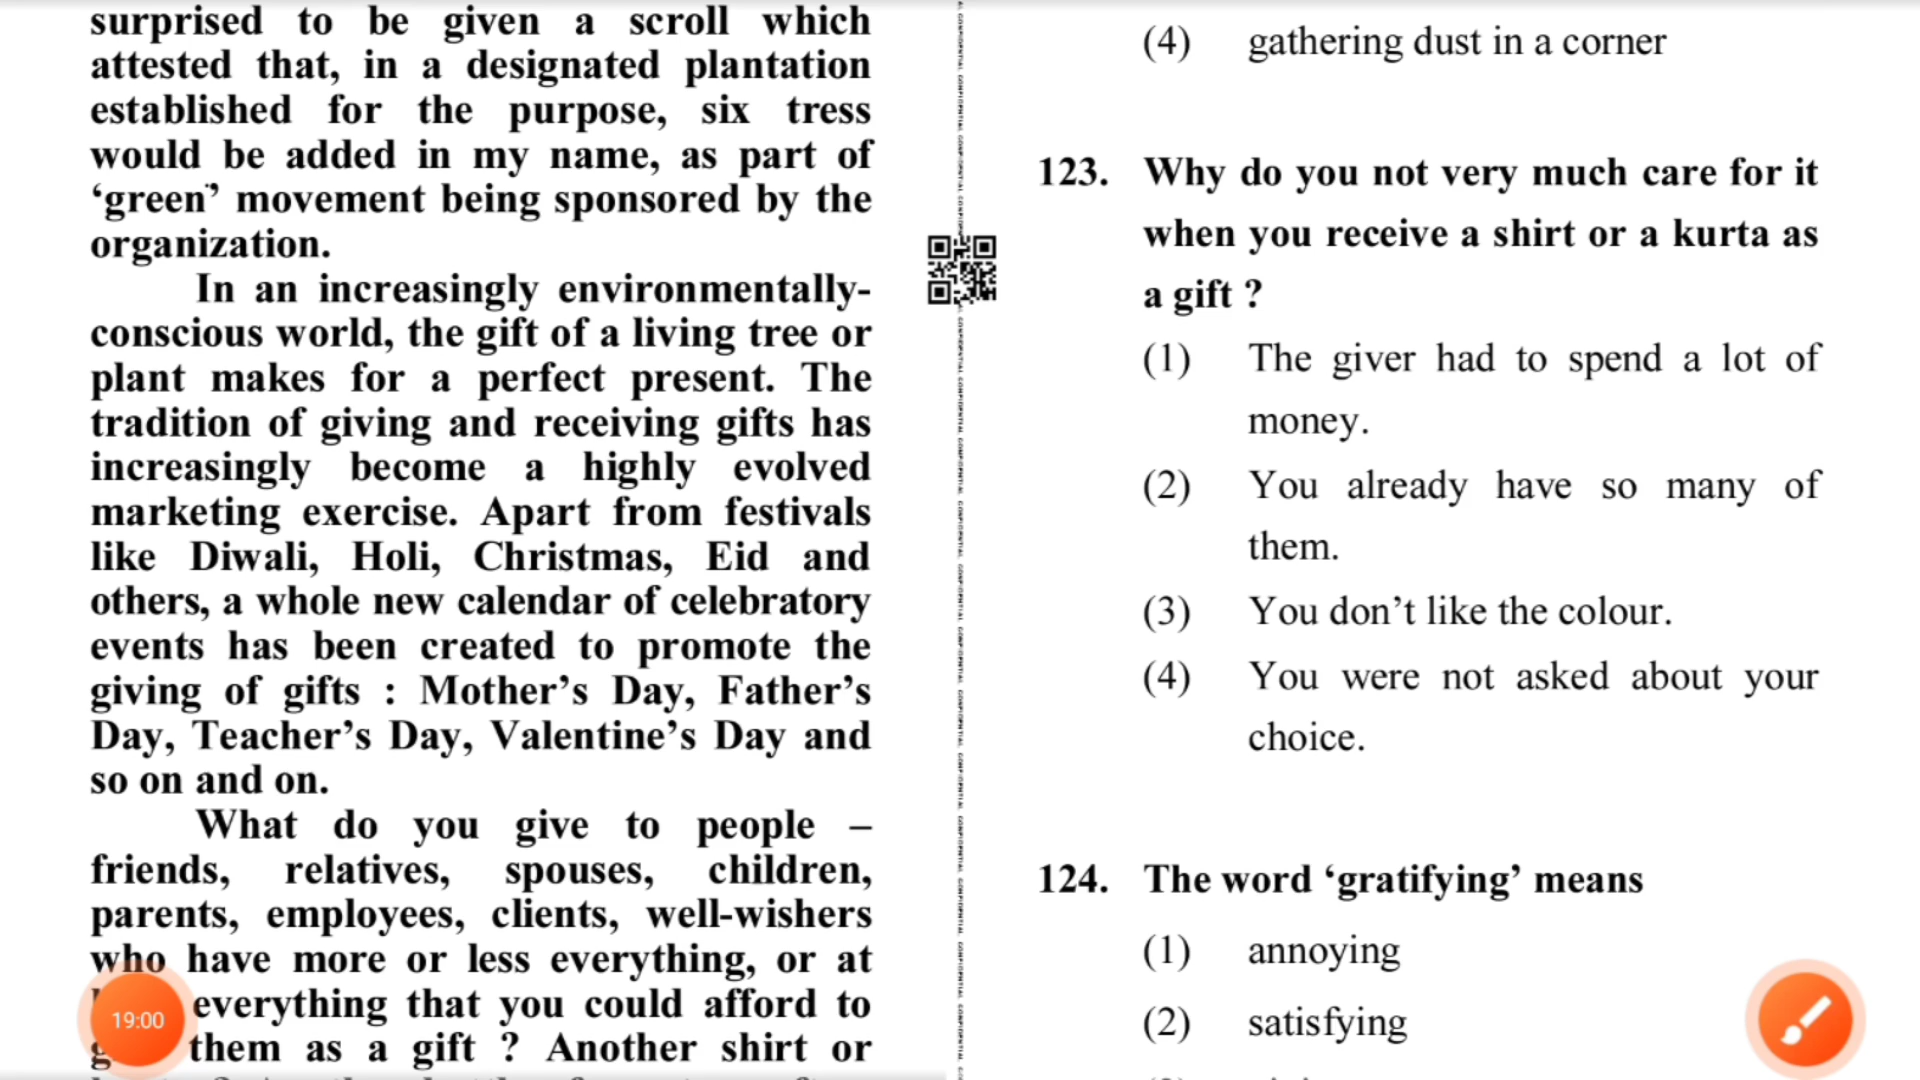 surprised to be given a scroll which
attested that, in a designated plantation
established for the purpose, six tress
would be added in my name, as part of
‘green’ movement being sponsored by the
organization.
In an increasingly environmentally-
conscious world, the gift of a living tree or
plant makes for a perfect present. The
tradition of giving and receiving gifts has
increasingly become a highly evolved
marketing exercise. Apart from festivals
like Diwali, Holi, Christmas, Eid and
others, a whole new calendar of celebratory
events has been created to promote the
giving of gifts : Mother’s Day, Father’s
Day, Teacher’s Day, Valentine’s Day and
so on and on.
What do you give to people –
friends, relatives, spouses, children,
parents, employees, clients, well-wishers
who have more or less everything, or at
everything that you could afford to
them as a gift ? Another shirt or
19:00
(4) gathering dust in a corner
123. Why do you not very much care for it
when you receive a shirt or a kurta as
a gift ?
(1) The giver had to spend a lot of
money.
(2) You already have so many of
them.
(3) You don’t like the colour.
(4) You were not asked about your
choice.
124. The word ‘gratifying’ means
(1) annoying
(2) satisfying